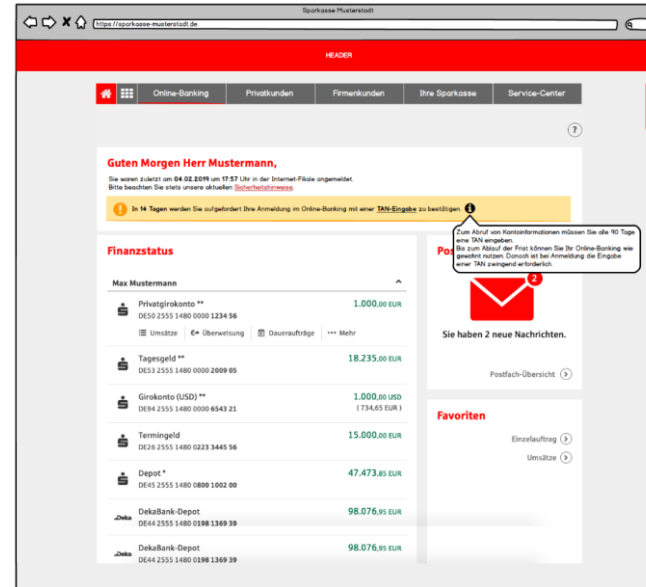 Sparkasse Musterstadt
https://sparkasse-musterstadt.de
HEADER
Online-Banking Privatkunden Firmenkunden Ihre Sparkasse Service-Center
?
Guten Morgen Herr Mustermann,
Sie waren zuletzt am 04.02.2019 um 17:57 Uhr in der Internet-Filiale angemeldet.
Bitte beachten Sie stets unsere aktuellen Sicherheitshinweise.
! In 14 Tagen werden Sie aufgefordert Ihre Anmeldung im Online-Banking mit einer TAN-Eingabe zu bestätigen. i
Zum Abruf von Kontoinformationen müssen Sie alle 90 Tage
eine TAN eingeben.
Bis zum Ablauf der Frist können Sie Ihr Online-Banking wie
gewohnt nutzen. Danach ist bei Anmeldung die Eingabe
einer TAN zwingend erforderlich.
Finanzstatus
Max Mustermann
Privatgirokonto ** 1.000,00 EUR
DE50 2555 1480 0000 1234 56
Umsätze Überweisung Daueraufträge Mehr
Tagesgeld ** 18.235,00 EUR
DE53 2555 1480 0000 2009 05
Girokonto (USD) ** 1.000,00 USD
DE94 2555 1480 0000 6543 21 ( 734,65 EUR )
Termingeld 15.000,00 EUR
DE26 2555 1480 0223 3445 56
Depot * 47.473,85 EUR
DE45 2555 1480 0800 1002 00
Deka DekaBank-Depot 98.076,95 EUR
DE44 2555 1480 0198 1369 39
Deka DekaBank-Depot 98.076,95 EUR
DE44 2555 1480 0198 1369 39
Po
2
Sie haben 2 neue Nachrichten.
Postfach-Übersicht
Favoriten
Einzelauftrag
Umsätze